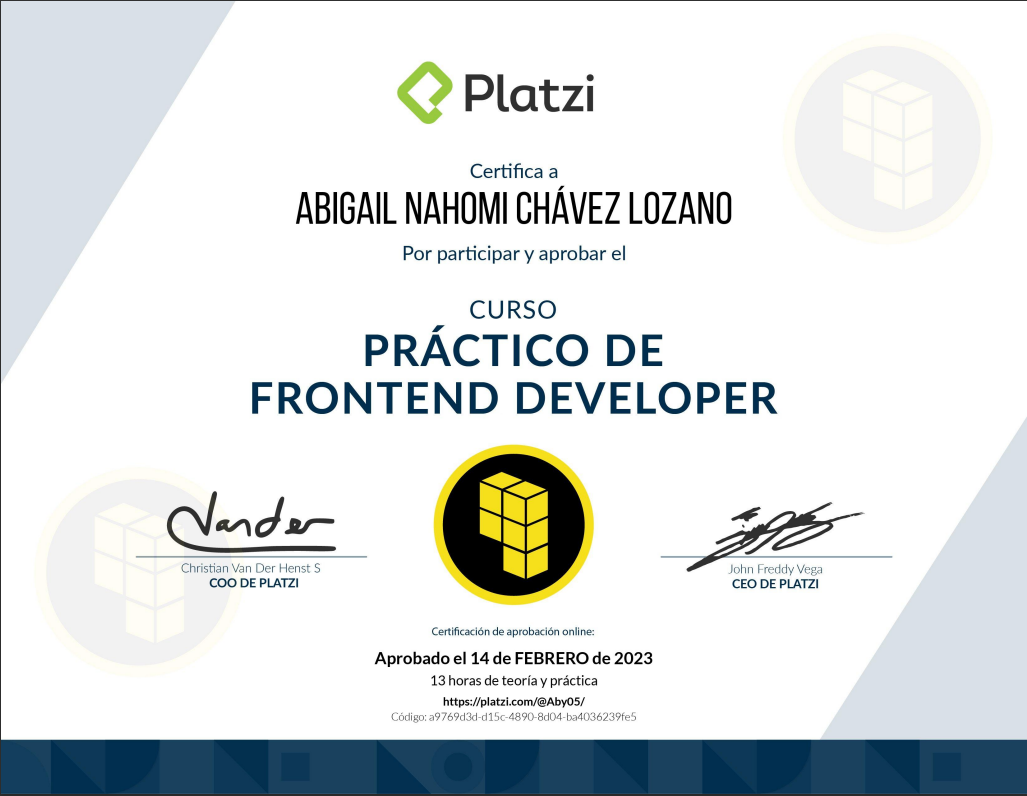 Platzi
Certifica a
ABIGAIL NAHOMI CHÁVEZ LOZANO
Por participar y aprobar el
CURSO
PRÁCTICO DE
FRONTEND DEVELOPER
Vander
Christian Van Der Henst S
COO DE PLATZI
John Freddy Vega
CEO DE PLATZI
Certificación de aprobación online:
Aprobado el 14 de FEBRERO de 2023
13 horas de teoría y práctica
https://platzi.com/@Aby05/
Código: a9769d3d-d15c-4890-8d04-ba4036239fe5